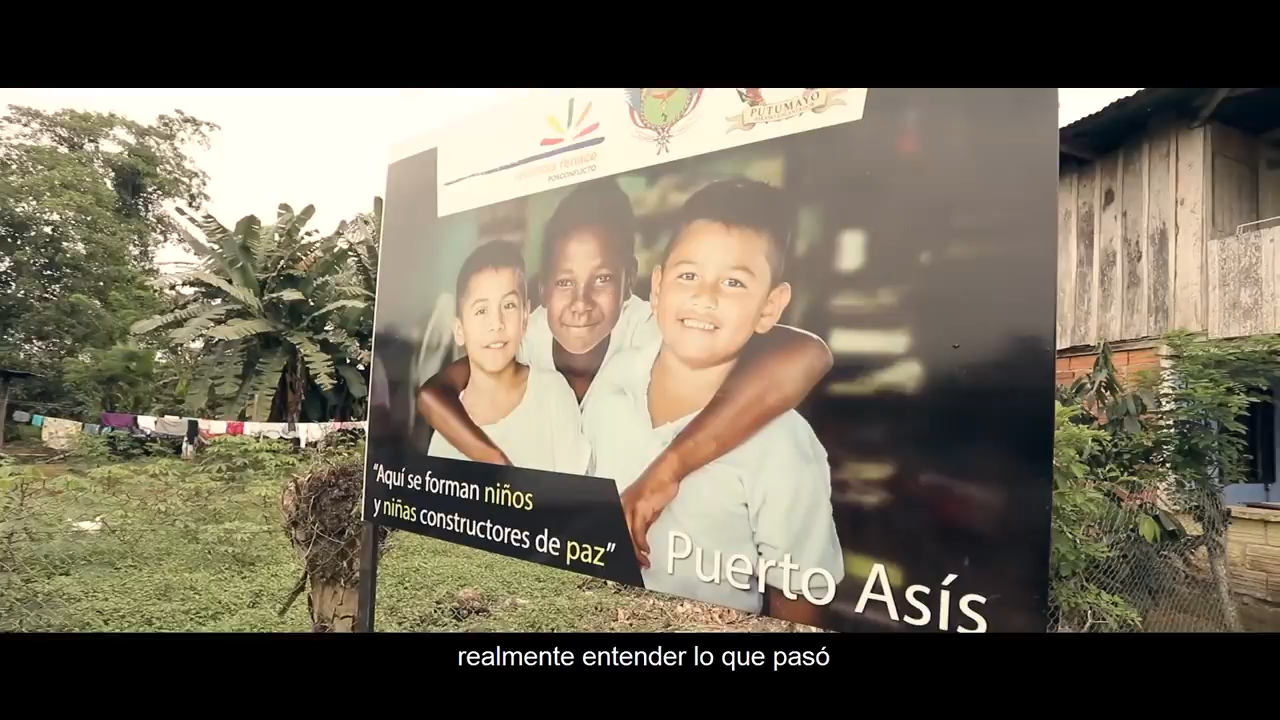 PUTUMAYO
POSCONFLICTO
"Aquí se forman niños
y niñas constructores de paz"
Puerto Asís
realmente entender lo que pasó